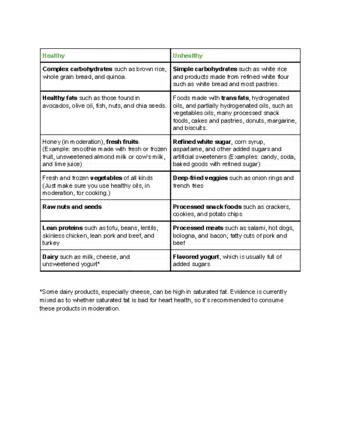 Healthy
Unhealthy
Complex carbohydrates such as brown rice,
whole grain bread, and quinoa.
Simple carbohydrates such as white rice
and products made from refined white flour
such as white bread and most pastries.
Healthy fats such as those found in
avocados, olive oil, fish, nuts, and chia seeds.
Foods made with trans fats, hydrogenated
oils, and partially hydrogenated oils, such as
vegetables oils, many processed snack
foods, cakes and pastries, donuts, margarine,
and biscuits.
Honey (in moderation), fresh fruits.
(Example: smoothie made with fresh or frozen
fruit, unsweetened almond milk or cow's milk,
and lime juice)
Refined white sugar, corn syrup,
aspartame, and other added sugars and
artificial sweeteners (Examples: candy, soda,
baked goods with refined sugar)
Fresh and frozen vegetables of all kinds
(Just make sure you use healthy oils, in
moderation, for cooking.)
Deep-fried veggies such as onion rings and
french fries
Raw nuts and seeds
Processed snack foods such as crackers,
cookies, and potato chips
Lean proteins such as tofu, beans, lentils,
skinless chicken, lean pork and beef, and
turkey
Processed meats such as salami, hot dogs,
bologna, and bacon; fatty cuts of pork and
beef
Dairy such as milk, cheese, and
unsweetened yogurt*
Flavored yogurt, which is usually full of
added sugars
*Some dairy products, especially cheese, can be high in saturated fat. Evidence is currently
mixed as to whether saturated fat is bad for heart health, so it's recommended to consume
these products in moderation.